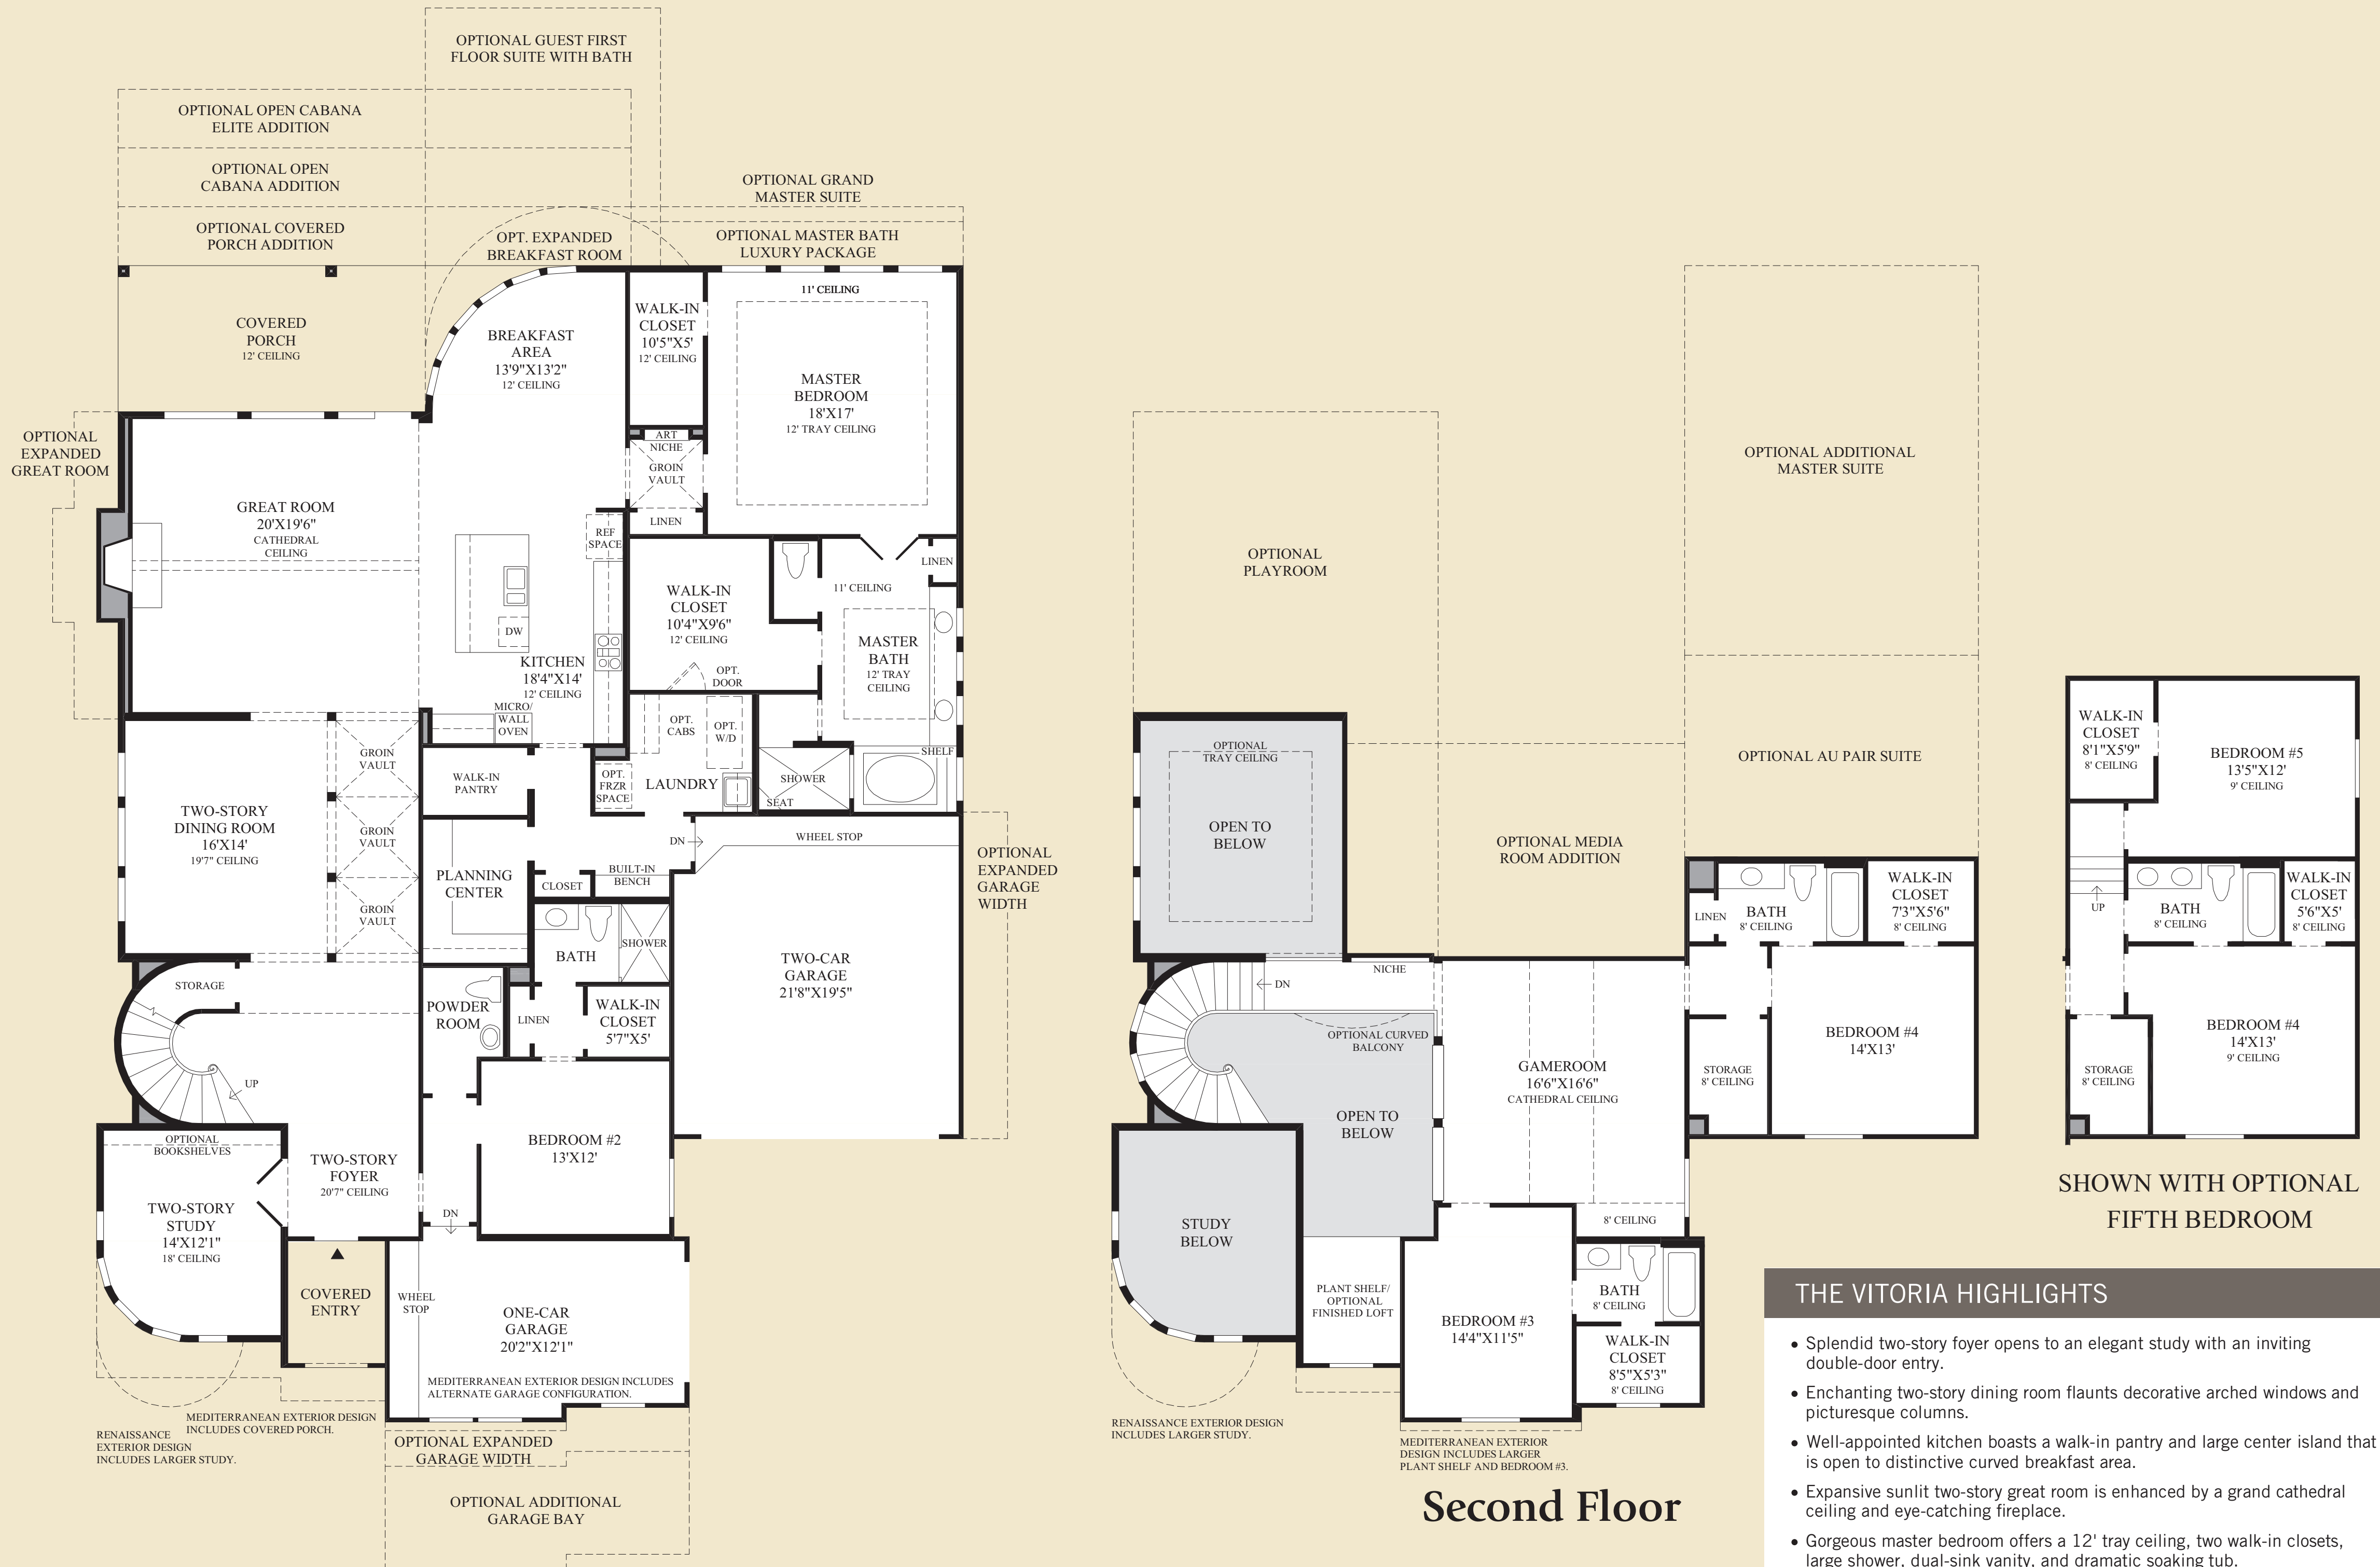 OPTIONAL GUEST FIRST
FLOOR SUITE WITH BATH
OPTIONAL OPEN CABANA
ELITE ADDITION
OPTIONAL OPEN
CABANA ADDITION
OPTIONAL COVERED
PORCH ADDITION
OPT. EXPANDED
BREAKFAST ROOM
OPTIONAL GRAND
MASTER SUITE
OPTIONAL MASTER BATH
LUXURY PACKAGE
COVERED
PORCH
12' CEILING
BREAKFAST
AREA
13'9"X13'2"
12' CEILING
WALK-IN
CLOSET
10'5"X5'
12' CEILING
11' CEILING
MASTER
BEDROOM
18'X17'
12' TRAY CEILING
OPTIONAL
EXPANDED
GREAT ROOM
GREAT ROOM
20'X19'6"
CATHEDRAL
CEILING
ART
NICHE
GROIN
VAULT
LINEN
REF
SPACE
DW
KITCHEN
18'4"X14'
12' CEILING
MICRO/
WALL
OVEN
WALK-IN
CLOSET
10'4"X9'6"
12' CEILING
OPT.
DOOR
LINEN
11' CEILING
MASTER
BATH
12' TRAY
CEILING
OPT.
CABS
OPT.
W/D
SHELF
SHOWER
SEAT
LAUNDRY
OPT.
FRZR
SPACE
WALK-IN
PANTRY
GROIN
VAULT
GROIN
VAULT
GROIN
VAULT
TWO-STORY
DINING ROOM
16'X14'
19'7" CEILING
PLANNING
CENTER
DN
WHEEL STOP
BUILT-IN
BENCH
CLOSET
OPTIONAL
EXPANDED
GARAGE
WIDTH
BATH
SHOWER
TWO-CAR
GARAGE
21'8"X19'5"
STORAGE
POWDER
ROOM
LINEN
WALK-IN
CLOSET
5'7"X5'
UP
BEDROOM #2
13'X12'
OPTIONAL
BOOKSHELVES
TWO-STORY
FOYER
20'7" CEILING
TWO-STORY
STUDY
14'X12'1"
18' CEILING
DN
COVERED
ENTRY
WHEEL
STOP
ONE-CAR
GARAGE
20'2"X12'1"
MEDITERRANEAN EXTERIOR DESIGN INCLUDES
ALTERNATE GARAGE CONFIGURATION.
MEDITERRANEAN EXTERIOR DESIGN
INCLUDES COVERED PORCH.
RENAISSANCE
EXTERIOR DESIGN
INCLUDES LARGER STUDY.
OPTIONAL EXPANDED
GARAGE WIDTH
OPTIONAL ADDITIONAL
GARAGE BAY
OPTIONAL
PLAYROOM
OPTIONAL ADDITIONAL
MASTER SUITE
OPTIONAL
TRAY CEILING
OPEN TO
BELOW
OPTIONAL MEDIA
ROOM ADDITION
OPTIONAL AU PAIR SUITE
LINEN
BATH
8' CEILING
WALK-IN
CLOSET
7'3"X5'6"
8' CEILING
NICHE
DN
OPTIONAL CURVED
BALCONY
OPEN TO
BELOW
GAMEROOM
16'6"X16'6"
CATHEDRAL CEILING
STORAGE
8' CEILING
BEDROOM #4
14'X13'
STUDY
BELOW
8' CEILING
PLANT SHELF/
OPTIONAL
FINISHED LOFT
BEDROOM #3
14'4"X11'5"
BATH
8' CEILING
WALK-IN
CLOSET
8'5"X5'3"
8' CEILING
RENAISSANCE EXTERIOR DESIGN
INCLUDES LARGER STUDY.
MEDITERRANEAN EXTERIOR
DESIGN INCLUDES LARGER
PLANT SHELF AND BEDROOM #3.
Second Floor
WALK-IN
CLOSET
8'1"X5'9"
8' CEILING
BEDROOM #5
13'5"X12'
9' CEILING
UP
BATH
8' CEILING
WALK-IN
CLOSET
5'6"X5'
8' CEILING
STORAGE
8' CEILING
BEDROOM #4
14'X13'
9' CEILING
SHOWN WITH OPTIONAL
FIFTH BEDROOM
THE VITORIA HIGHLIGHTS
• Splendid two-story foyer opens to an elegant study with an inviting
double-door entry.
• Enchanting two-story dining room flaunts decorative arched windows and
picturesque columns.
• Well-appointed kitchen boasts a walk-in pantry and large center island that
is open to distinctive curved breakfast area.
• Expansive sunlit two-story great room is enhanced by a grand cathedral
ceiling and eye-catching fireplace.
• Gorgeous master bedroom offers a 12' tray ceiling, two walk-in closets,
large shower, dual-sink vanity, and dramatic soaking tub.